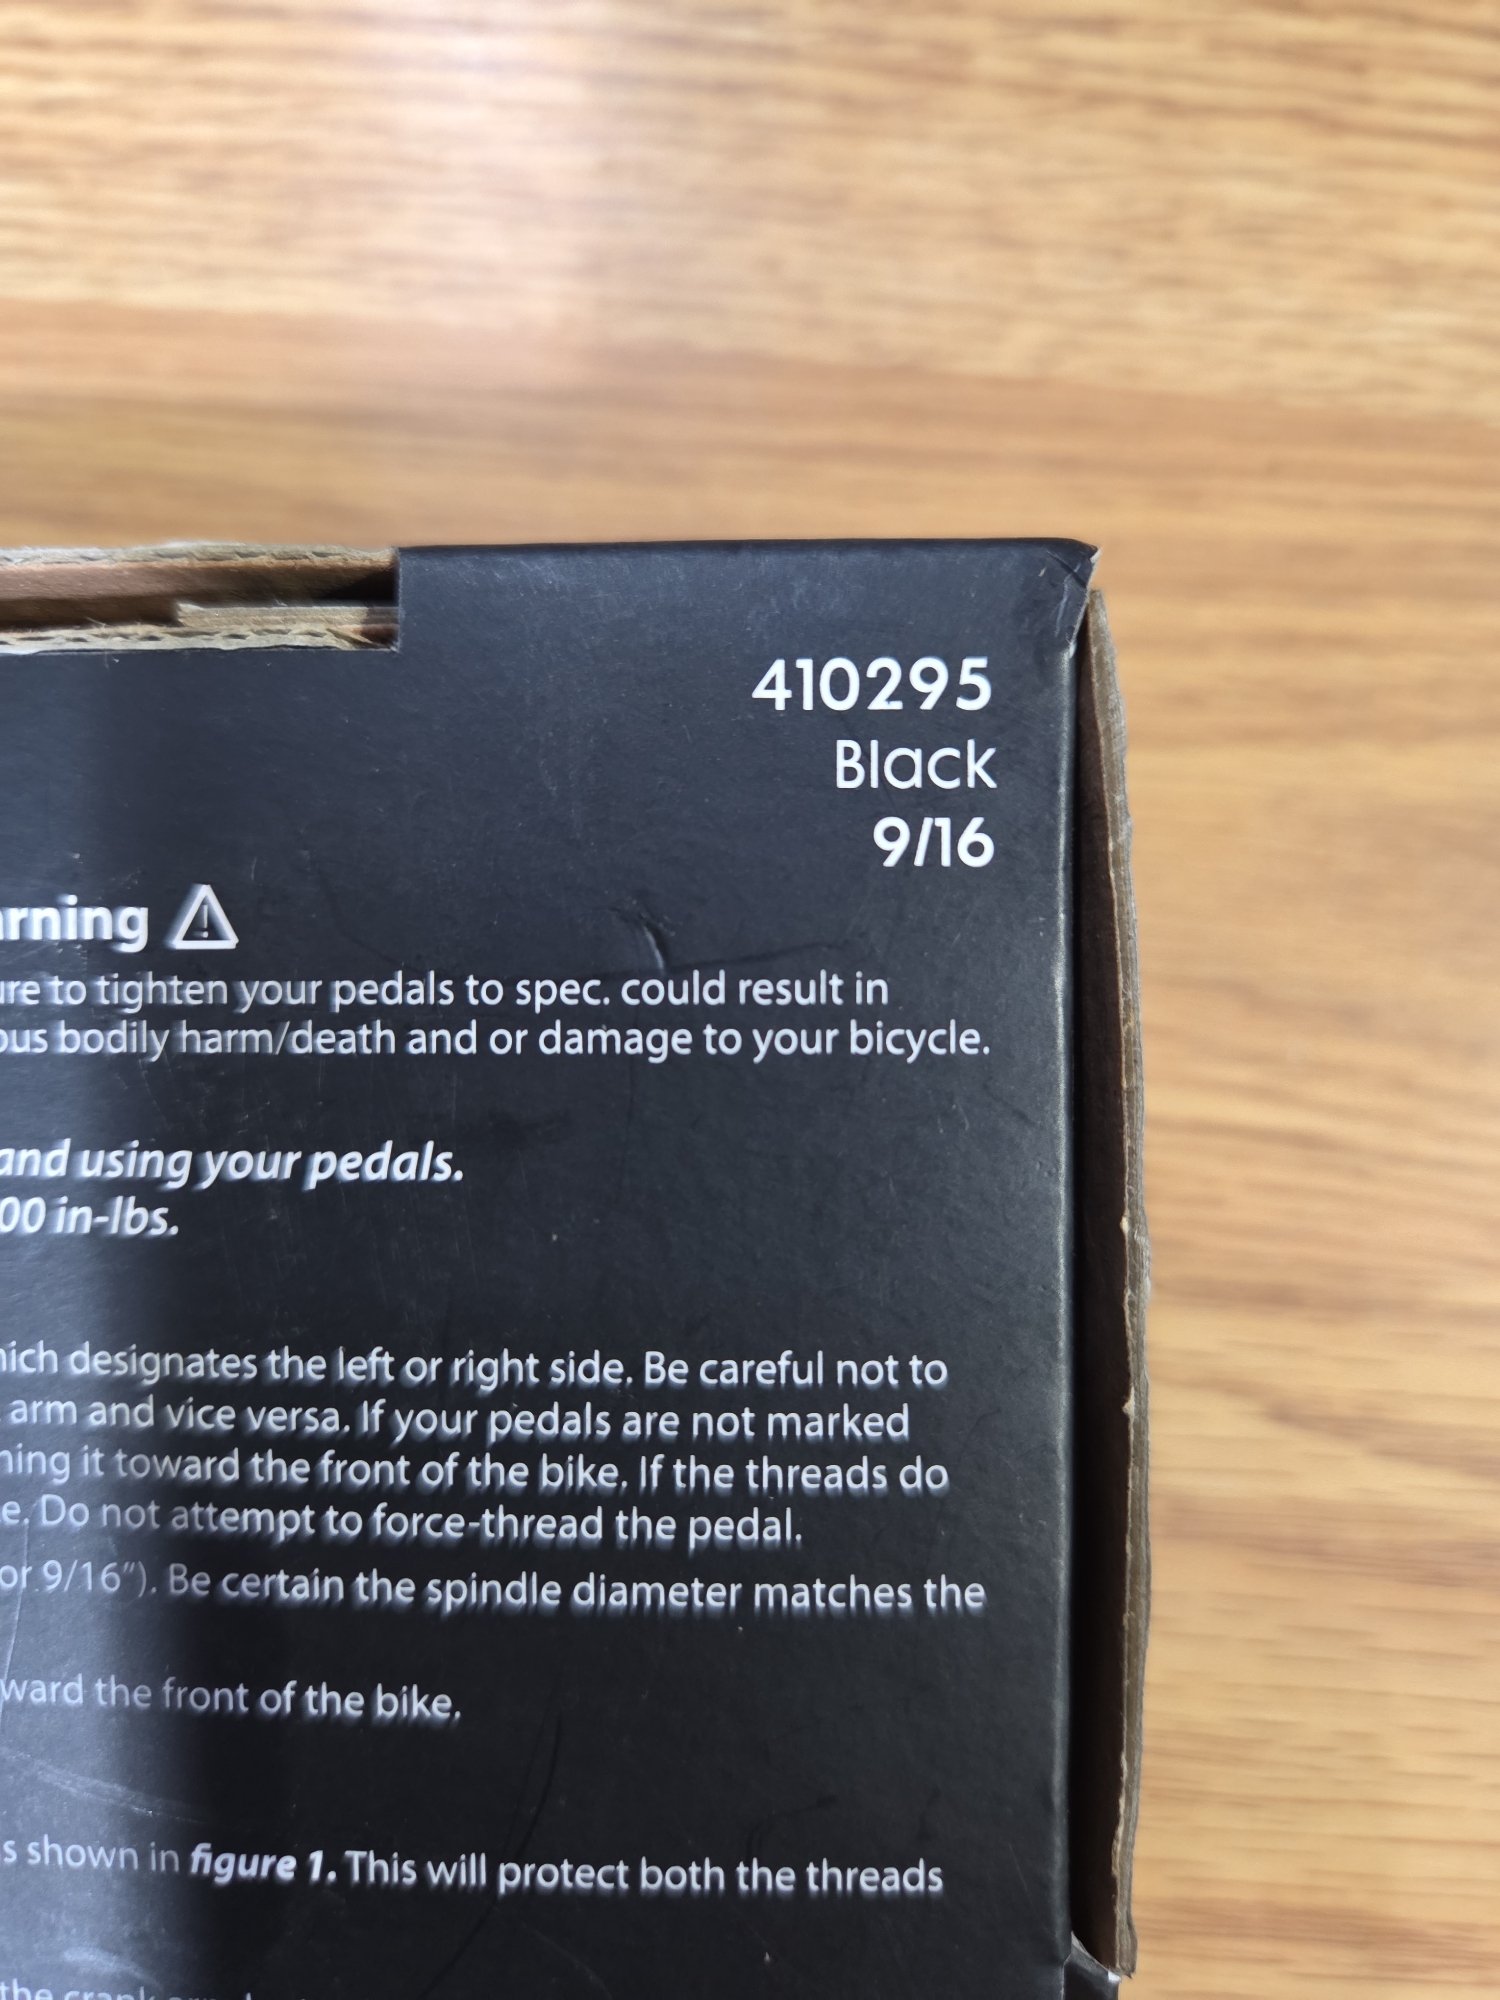 410295
Black
9/16
arning
ure to tighten your pedals to spec. could result in
ous bodily harm/death and or damage to your bicycle.
and using your pedals.
00 in-lbs.
hich designates the left or right side. Be careful not to
arm and vice versa. If your pedals are not marked
ning it toward the front of the bike. If the threads do
e. Do not attempt to force-thread the pedal.
or 9/16"). Be certain the spindle diameter matches the
ward the front of the bike.
s shown in figure 1. This will protect both the threads
the crank